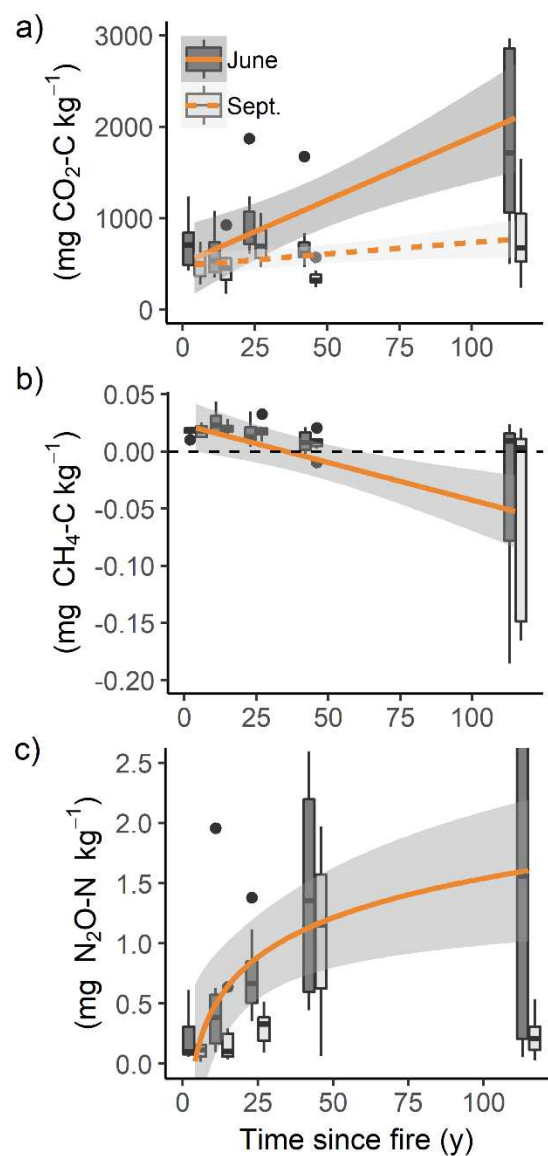 a)
(mg CO₂-C kg⁻¹)
3000
2000
1000
0
June
Sept.
0 25 50 75 100
b)
(mg CH₄-C kg⁻¹)
0.05
0.00
-0.05
-0.10
-0.15
-0.20
0 25 50 75 100
c)
(mg N₂O-N kg⁻¹)
2.5
2.0
1.5
1.0
0.5
0.0
0 25 50 75 100
Time since fire (y)